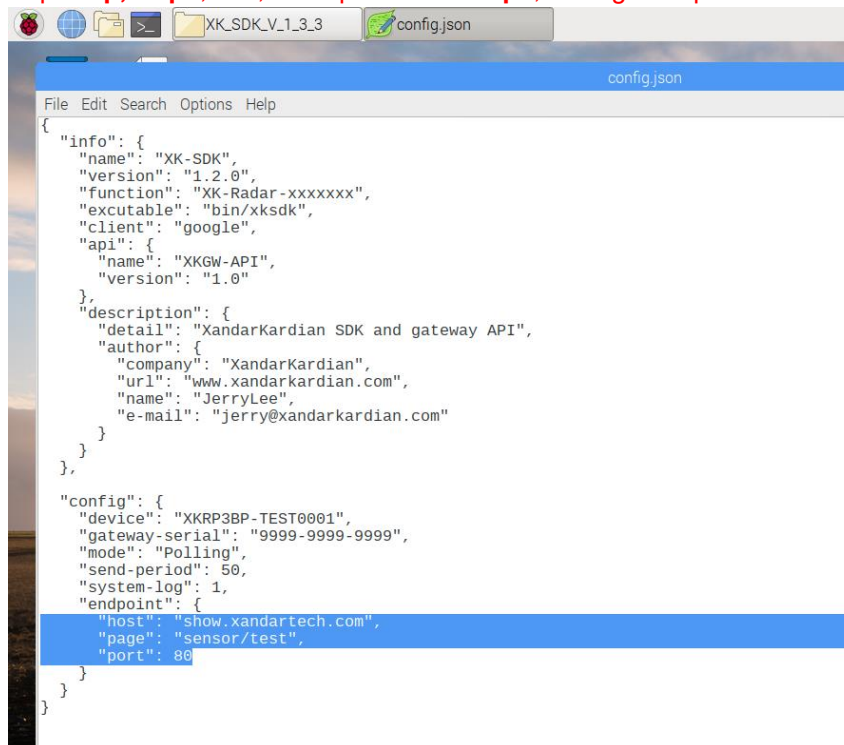 XK_SDK_V_1_3_3 config.json
config.json
File Edit Search Options Help
{
"info": {
"name": "XK-SDK",
"version": "1.2.0",
"function": "XK-Radar-xxxxxxx",
"excutable": "bin/xksdk",
"client": "google",
"api": {
"name": "XKGW-API",
"version": "1.0"
},
"description": {
"detail": "XandarKardian SDK and gateway API",
"author": {
"company": "XandarKardian",
"url": "www.xandarkardian.com",
"name": "JerryLee",
"e-mail": "jerry@xandarkardian.com"
}
}
},
"config": {
"device": "XKRP3BP-TEST0001",
"gateway-serial": "9999-9999-9999",
"mode": "Polling",
"send-period": 50,
"system-log": 1,
"endpoint": {
"host": "show.xandartech.com",
"page": "sensor/test",
"port": 80
}
}
}